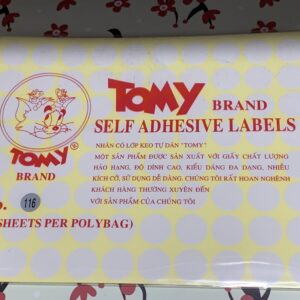 TOMY BRAND
SELF ADHESIVE LABELS
NHÃN CÓ LỚP KEO TỰ DÁN "TOMY"
MỘT SẢN PHẨM ĐƯỢC SẢN XUẤT VỚI GIẤY CHẤT LƯỢNG
HẢO HẠNG, ĐỘ DÍNH CAO, KIỂU DÁNG ĐA DẠNG, NHIỀU
KÍCH CỠ, SỬ DỤNG DỄ DÀNG. CHÚNG TÔI RẤT HOAN NGHÊNH
KHÁCH HÀNG THƯỜNG XUYÊN ĐẾN
VỚI SẢN PHẨM CỦA CHÚNG TÔI
TOMY®
BRAND
o. 116
SHEETS PER POLYBAG)